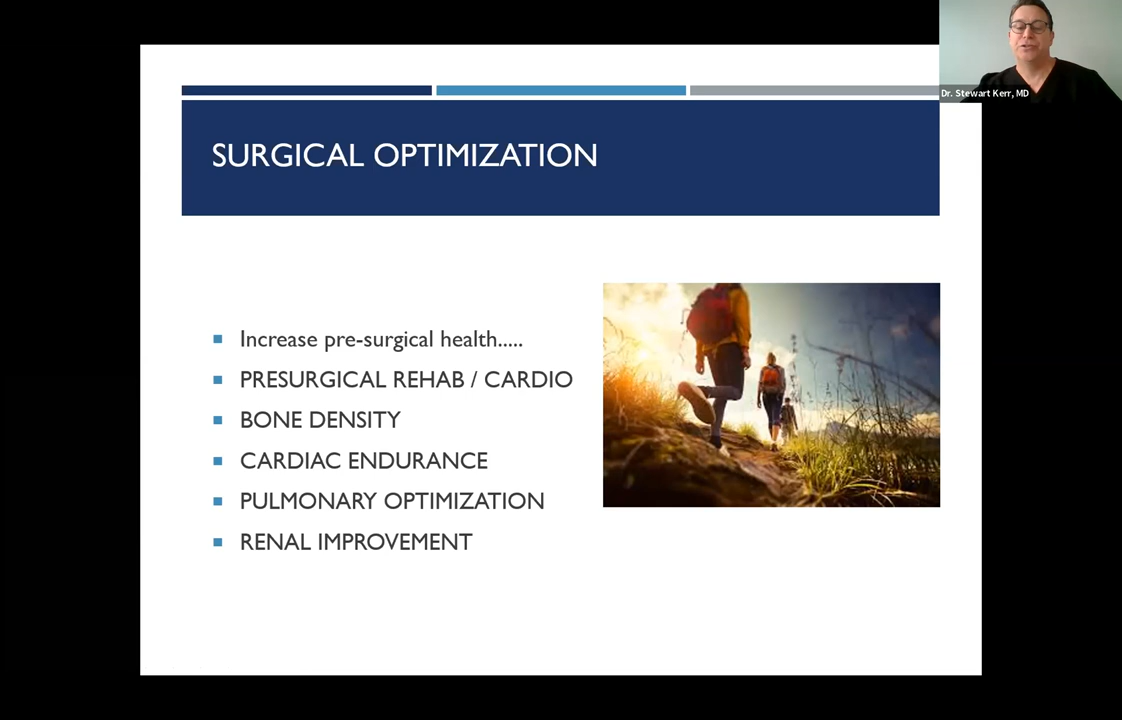 Dr. Stewart Kerr, MD
SURGICAL OPTIMIZATION
Increase pre-surgical health.....
PRESURGICAL REHAB / CARDIO
BONE DENSITY
CARDIAC ENDURANCE
PULMONARY OPTIMIZATION
RENAL IMPROVEMENT